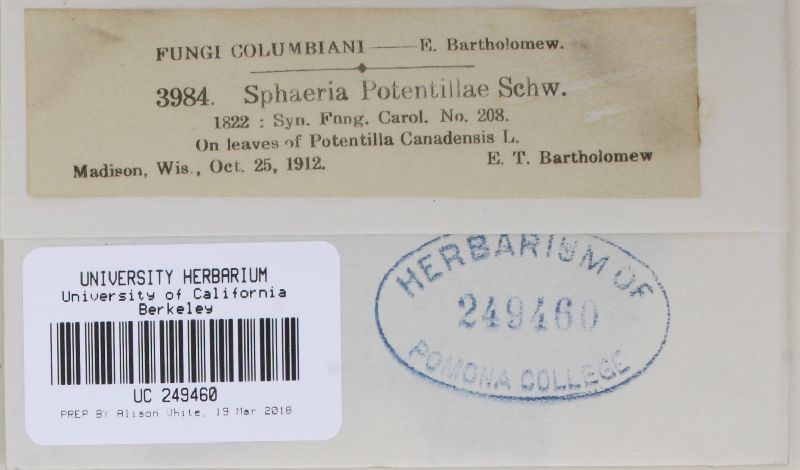 FUNGI COLUMBIANI — E. Bartholomew.
3984. Sphaeria Potentillae Schw.
1822 : Syn. Fung. Carol. No. 208.
On leaves of Potentilla Canadensis L.
Madison, Wis., Oct. 25, 1912. E. T. Bartholomew
HERBARIUM OF
249460
POMONA COLLEGE
UNIVERSITY HERBARIUM
University of California
Berkeley
UC 249460
PREP BY Alison White, 19 Mar 2018